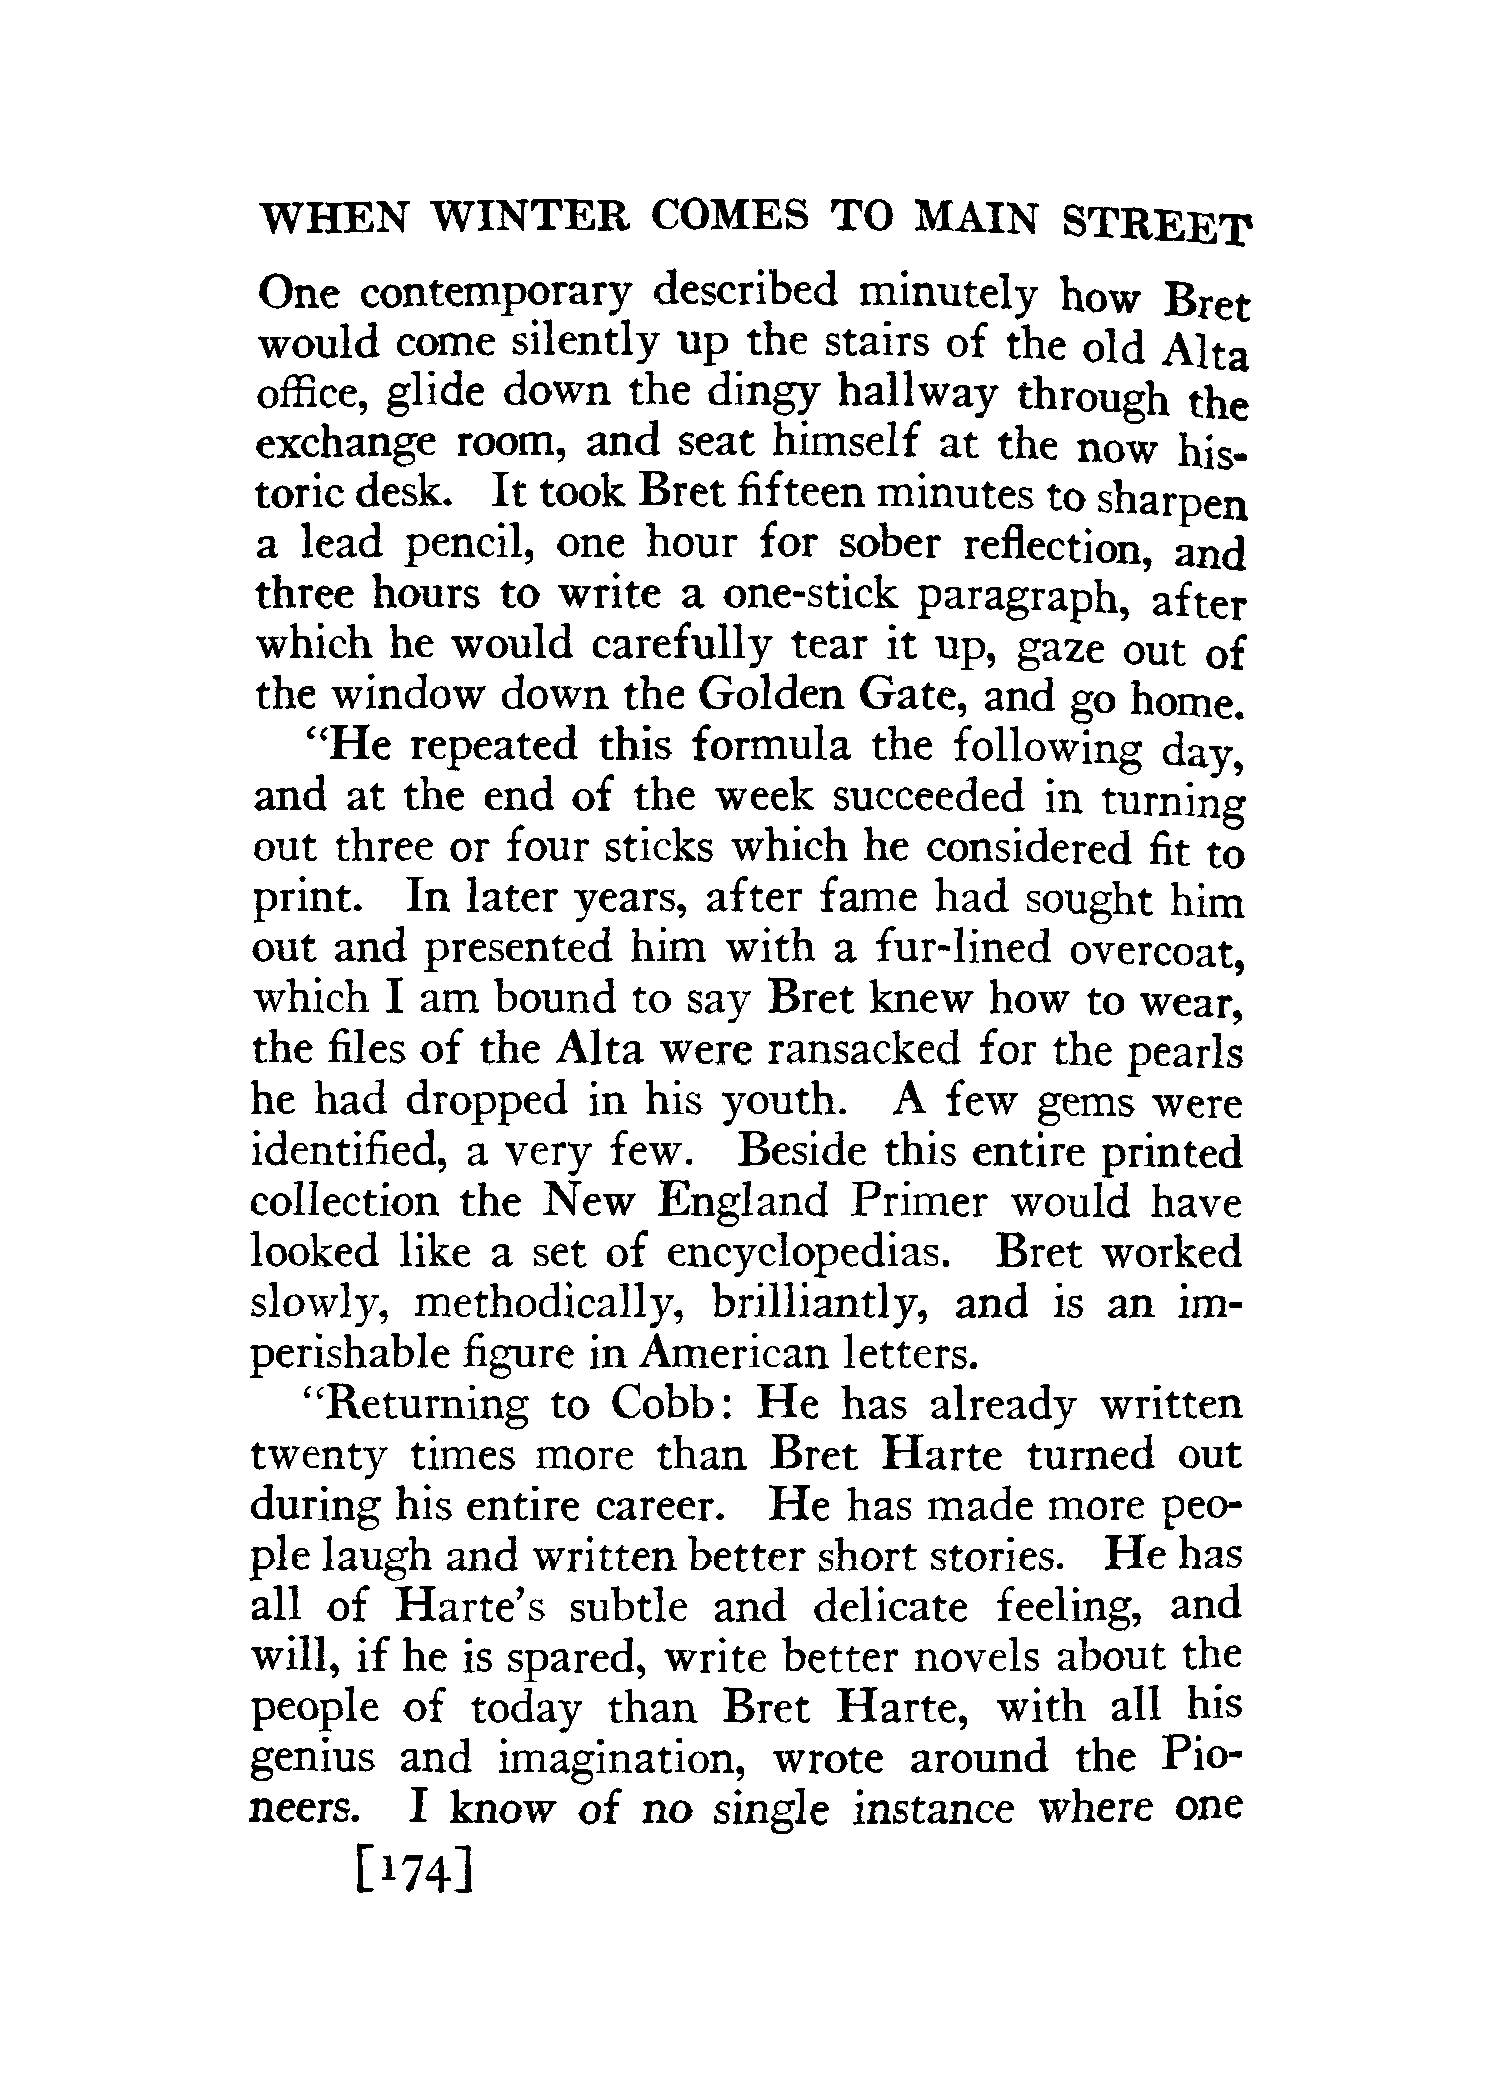 WHEN WINTER COMES TO MAIN STREET
One contemporary described minutely how Bret
would come silently up the stairs of the old Alta
office, glide down the dingy hallway through the
exchange room, and seat himself at the now his-
toric desk. It took Bret fifteen minutes to sharpen
a lead pencil, one hour for sober reflection, and
three hours to write a one-stick paragraph, after
which he would carefully tear it up, gaze out of
the window down the Golden Gate, and go home.
"He repeated this formula the following day,
and at the end of the week succeeded in turning
out three or four sticks which he considered fit to
print. In later years, after fame had sought him
out and presented him with a fur-lined overcoat,
which I am bound to say Bret knew how to wear,
the files of the Alta were ransacked for the pearls
he had dropped in his youth. A few gems were
identified, a very few. Beside this entire printed
collection the New England Primer would have
looked like a set of encyclopedias. Bret worked
slowly, methodically, brilliantly, and is an im-
perishable figure in American letters.
"Returning to Cobb: He has already written
twenty times more than Bret Harte turned out
during his entire career. He has made more peo-
ple laugh and written better short stories. He has
all of Harte's subtle and delicate feeling, and
will, if he is spared, write better novels about the
people of today than Bret Harte, with all his
genius and imagination, wrote around the Pio-
neers. I know of no single instance where one
[174]